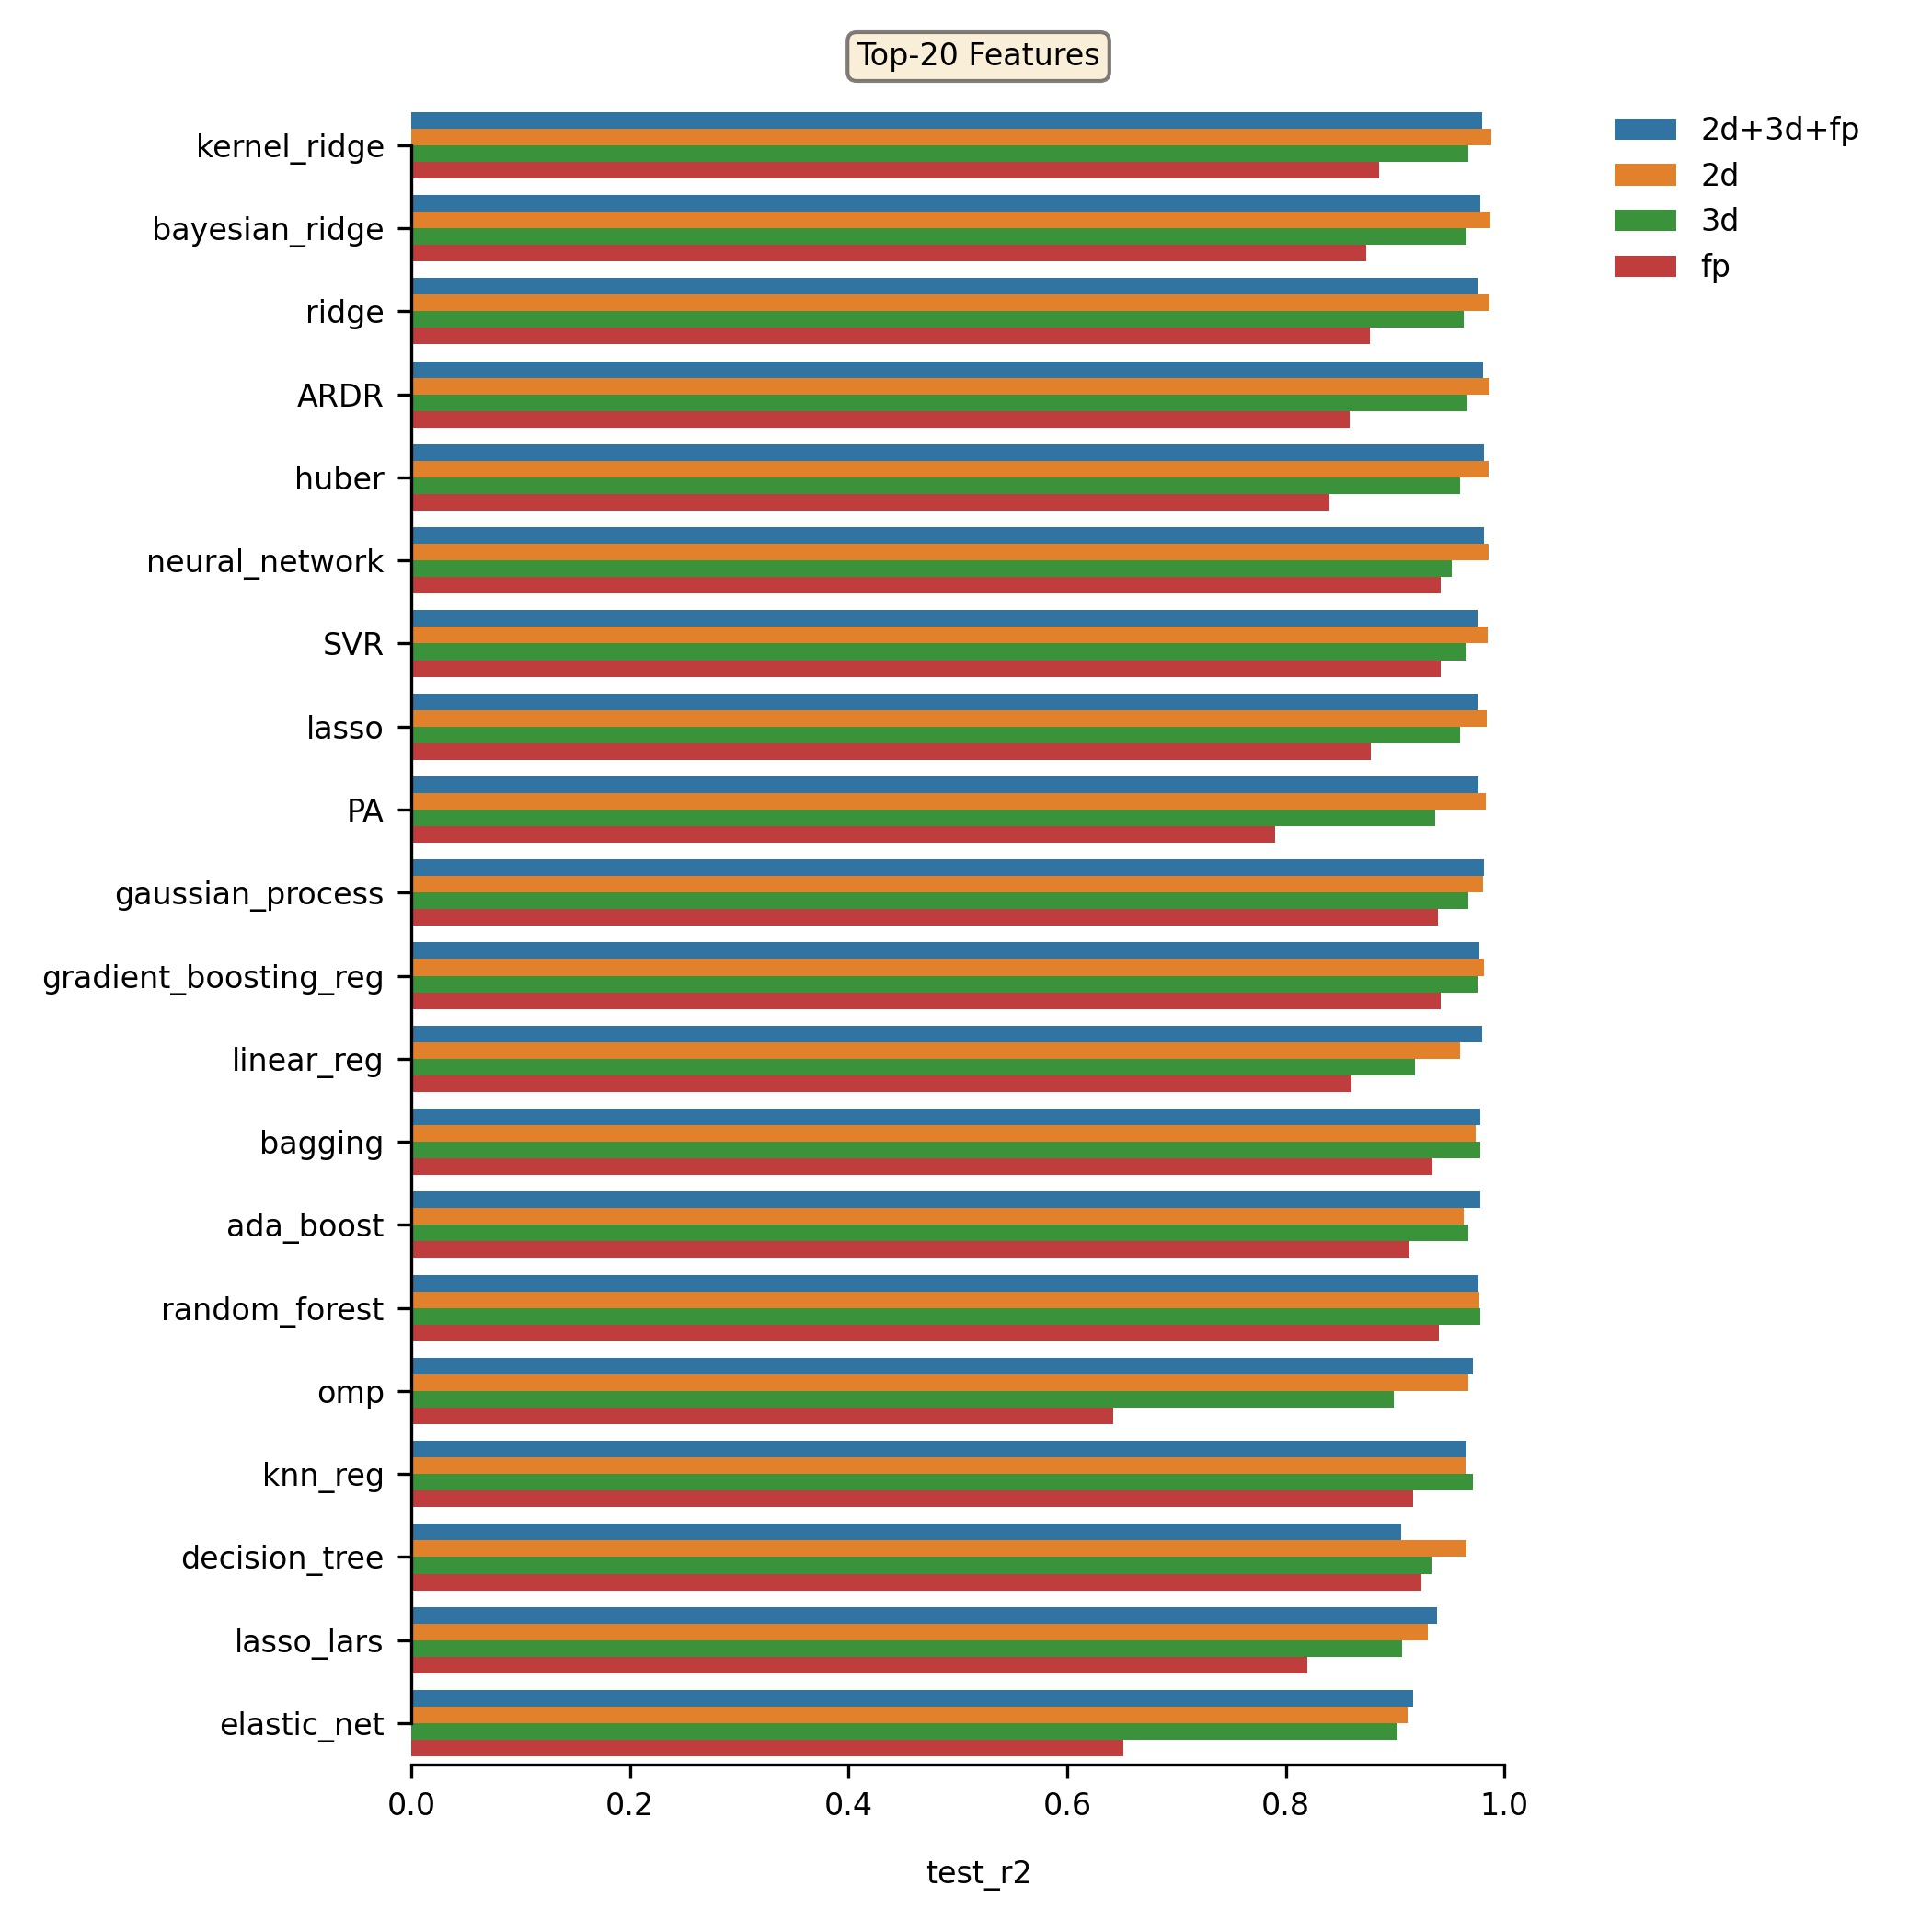 Top-20 Features
2d+3d+fp
2d
3d
fp
kernel_ridge
bayesian_ridge
ridge
ARDR
huber
neural_network
SVR
lasso
PA
gaussian_process
gradient_boosting_reg
linear_reg
bagging
ada_boost
random_forest
omp
knn_reg
decision_tree
lasso_lars
elastic_net
0.0 0.2 0.4 0.6 0.8 1.0
test_r2